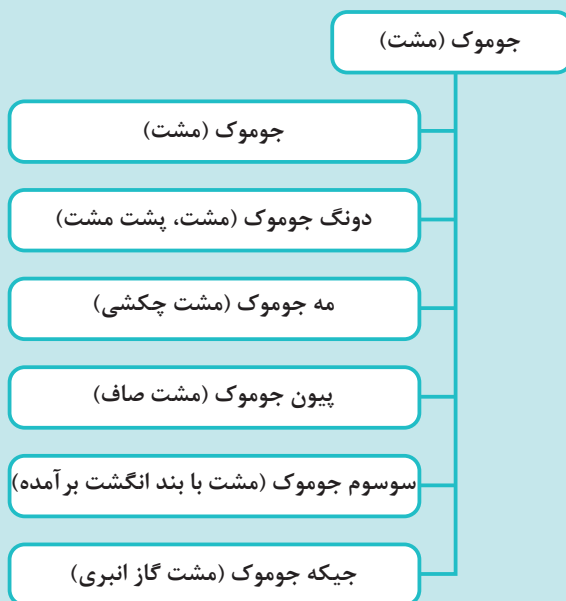 جوموک (مشت)
جوموک (مشت)
دونگ جوموک (مشت، پشت مشت)
مه جوموک (مشت چکشی)
پیون جوموک (مشت صاف)
سوسوم جوموک (مشت با بند انگشت برآمده)
جیکه جوموک (مشت گاز انبری)